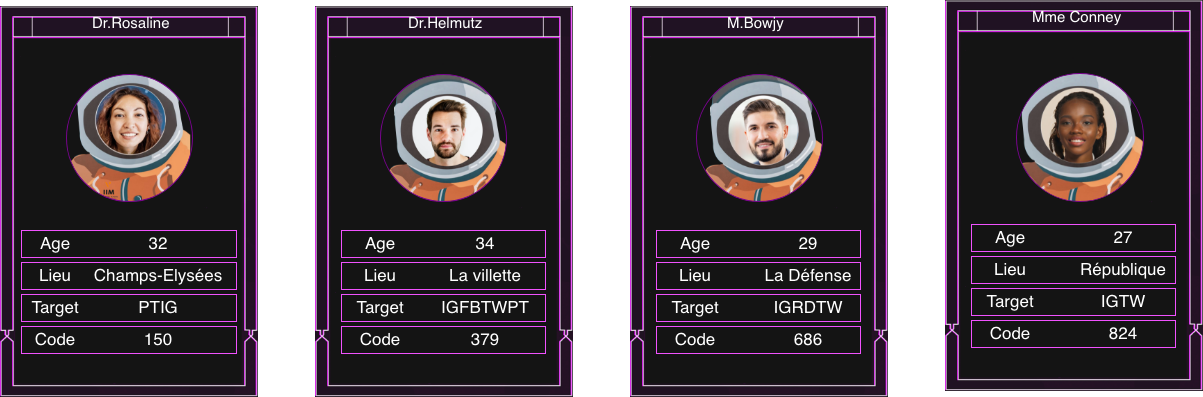 Dr.Rosaline
IIM
Age 32
Lieu Champs-Elysées
Target PTIG
Code 150
Dr.Helmutz
Age 34
Lieu La villette
Target IGFBTWPT
Code 379
M.Bowjy
Age 29
Lieu La Défense
Target IGRDTW
Code 686
Mme Conney
Age 27
Lieu République
Target IGTW
Code 824